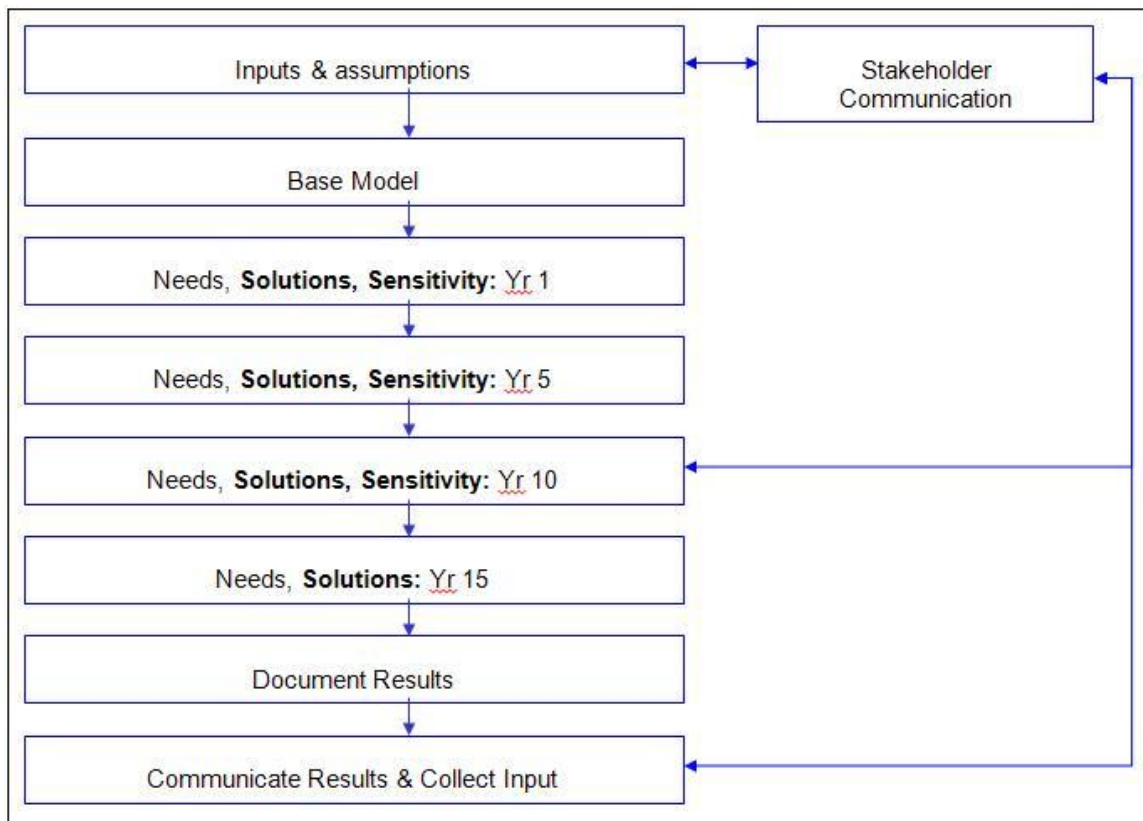 Inputs & assumptions
Stakeholder
Communication
Base Model
Needs, Solutions, Sensitivity: Yr 1
Needs, Solutions, Sensitivity: Yr 5
Needs, Solutions, Sensitivity: Yr 10
Needs, Solutions: Yr 15
Document Results
Communicate Results & Collect Input